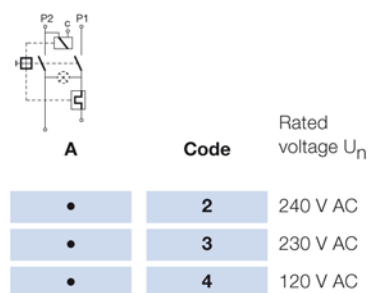 P2 c P1
Rated
A Code voltage Un
• 2 240 V AC
• 3 230 V AC
• 4 120 V AC